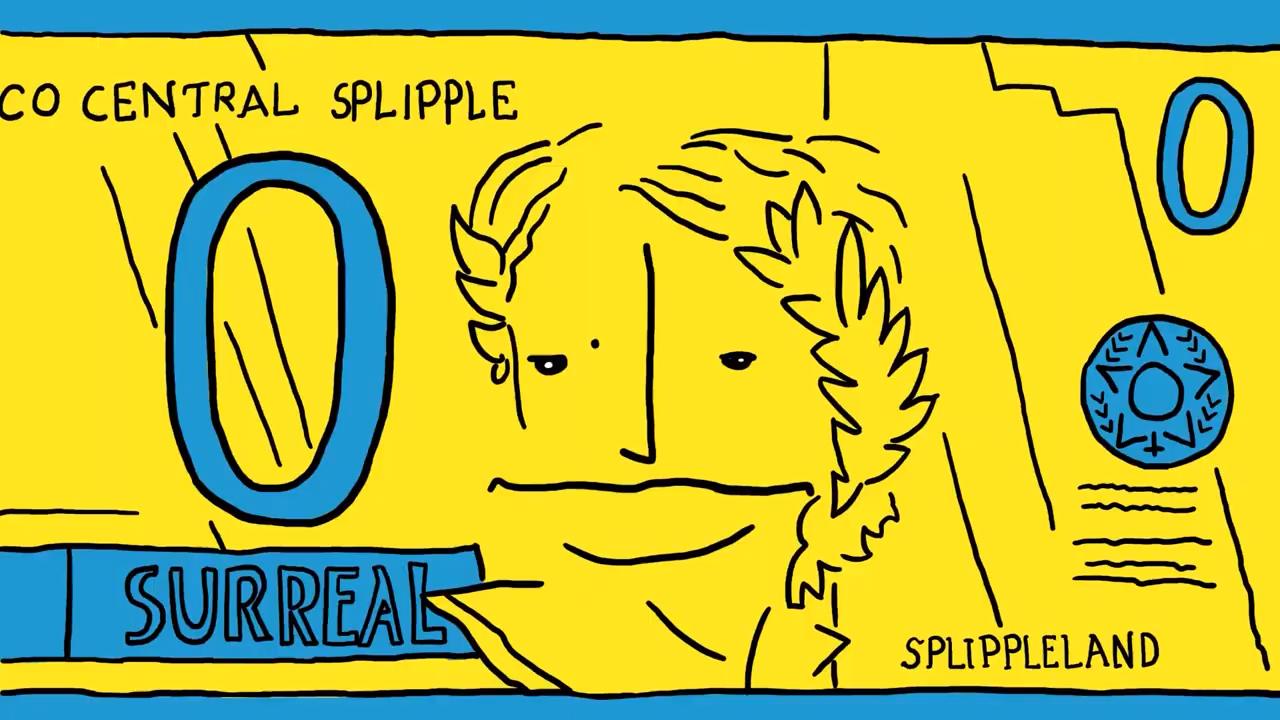 CO CENTRAL SPLIPPLE
0
0
SURREAL
SPLIPPLELAND